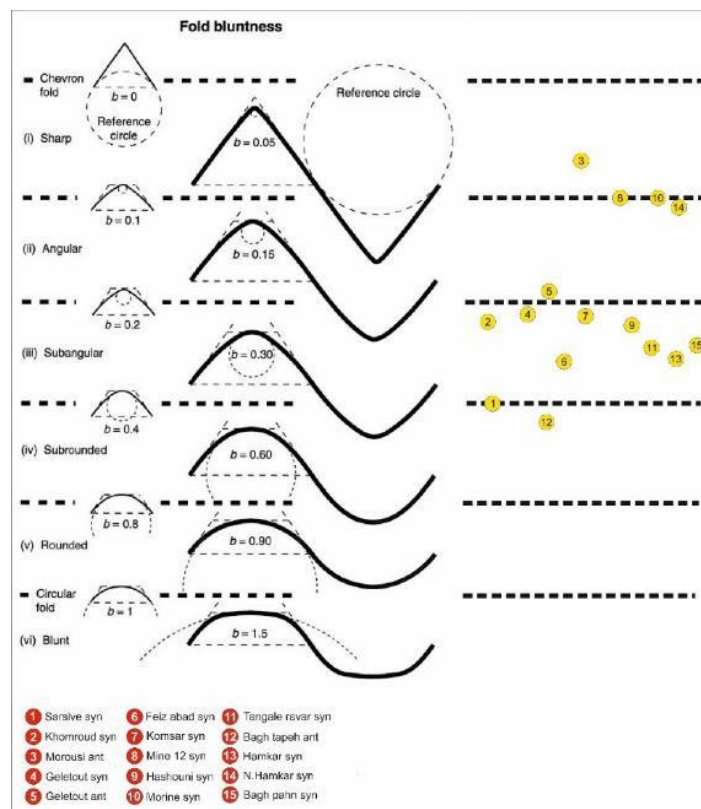 Fold bluntness
Chevron fold
b = 0
Reference circle
Reference circle
(i) Sharp
b = 0.05
3
b = 0.1
8
10
14
(ii) Angular
b = 0.15
5
b = 0.2
2
4
7
9
(iii) Subangular
b = 0.30
6
11
13
15
b = 0.4
1
12
(iv) Subrounded
b = 0.60
b = 0.8
(v) Rounded
b = 0.90
Circular fold
b = 1
(vi) Blunt
b = 1.5
1 Sarsive syn
2 Khomroud syn
3 Morousi ant
4 Geletout syn
5 Geletout ant
6 Feiz abad syn
7 Komsar syn
8 Mine 12 syn
9 Hashouni syn
10 Morine syn
11 Tangale ravar syn
12 Bagh tapeh ant
13 Hamkar syn
14 N.Hamkar syn
15 Bagh pahn syn